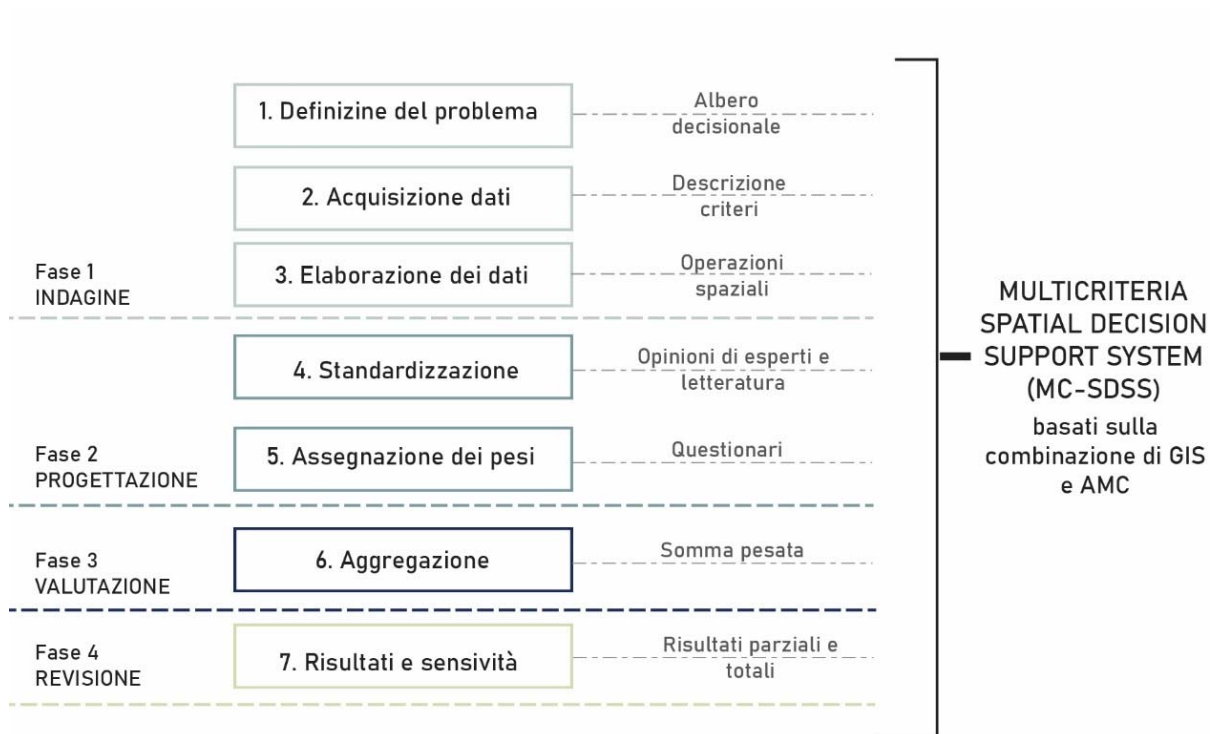 1. Definizine del problema
Albero
decisionale
2. Acquisizione dati
Descrizione
criteri
Fase 1
INDAGINE
3. Elaborazione dei dati
Operazioni
spaziali
4. Standardizzazione
Opinioni di esperti e
letteratura
Fase 2
PROGETTAZIONE
5. Assegnazione dei pesi
Questionari
Fase 3
VALUTAZIONE
6. Aggregazione
Somma pesata
Fase 4
REVISIONE
7. Risultati e sensività
Risultati parziali e
totali
MULTICRITERIA
SPATIAL DECISION
SUPPORT SYSTEM
(MC-SDSS)
basati sulla
combinazione di GIS
e AMC